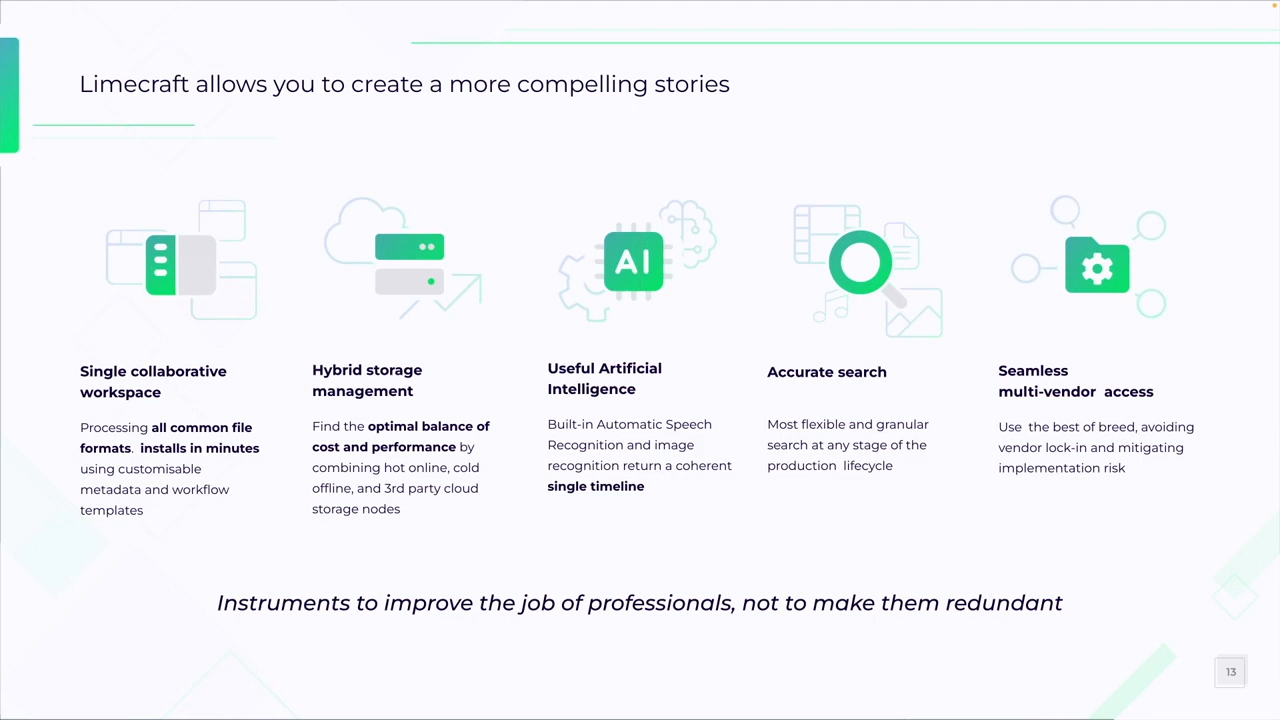 Limecraft allows you to create a more compelling stories
AI
Single collaborative
workspace
Processing all common file
formats. installs in minutes
using customisable
metadata and workflow
templates
Hybrid storage
management
Find the optimal balance of
cost and performance by
combining hot online, cold
offline, and 3rd party cloud
storage nodes
Useful Artificial
Intelligence
Built-in Automatic Speech
Recognition and image
recognition return a coherent
single timeline
Accurate search
Most flexible and granular
search at any stage of the
production lifecycle
Seamless
multi-vendor access
Use the best of breed, avoiding
vendor lock-in and mitigating
implementation risk
Instruments to improve the job of professionals, not to make them redundant
13